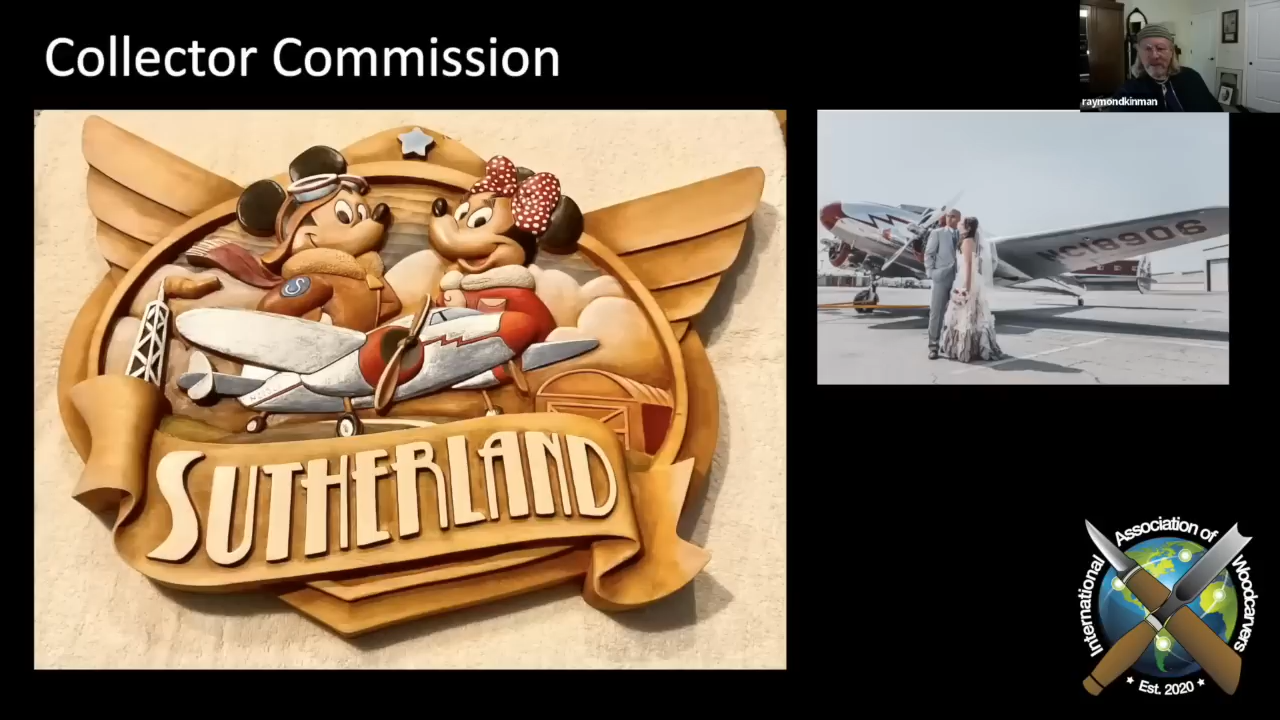 Collector Commission
raymondkinman
S
SUTHERLAND
NC18906
International
Association of
Woodcarvers
Est. 2020